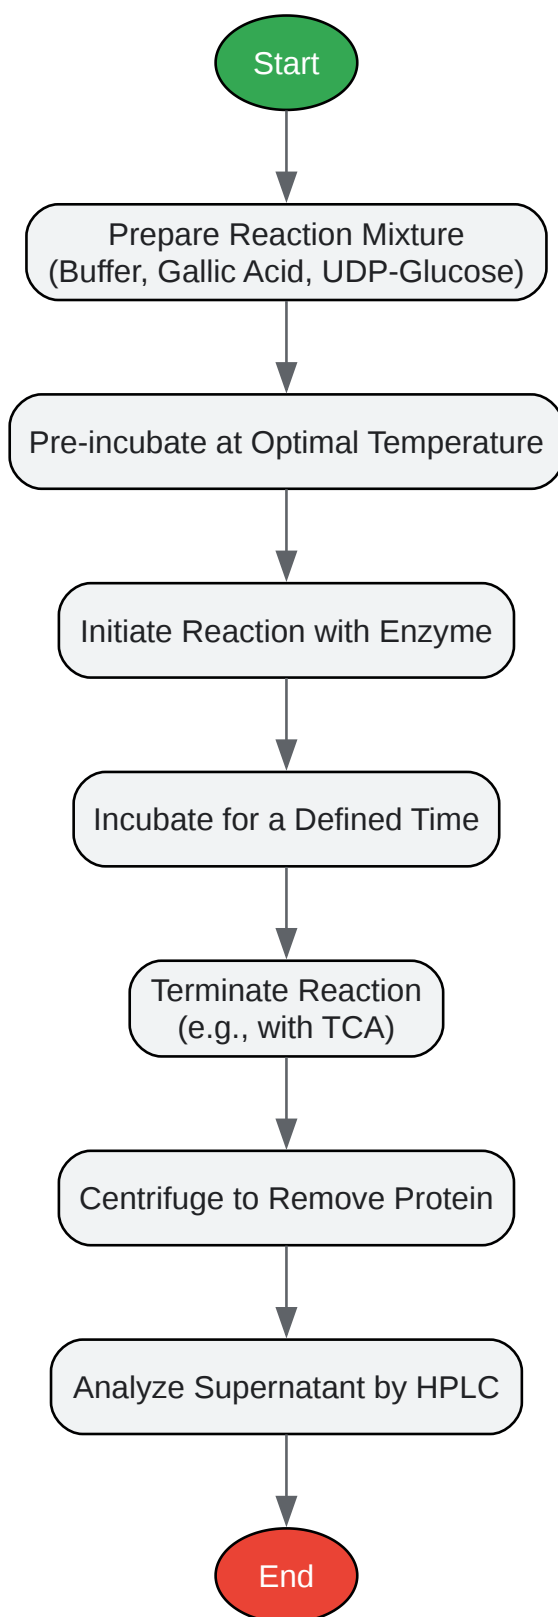 Start
Prepare Reaction Mixture
(Buffer, Gallic Acid, UDP-Glucose)
Pre-incubate at Optimal Temperature
Initiate Reaction with Enzyme
Incubate for a Defined Time
Terminate Reaction
(e.g., with TCA)
Centrifuge to Remove Protein
Analyze Supernatant by HPLC
End